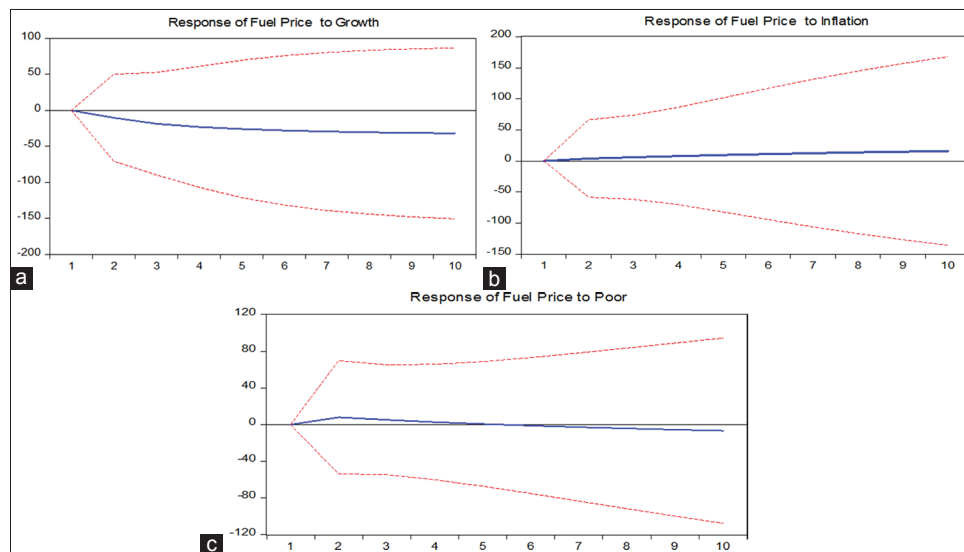 Response of Fuel Price to Growth
100
50
0
-50
-100
-150
-200
1 2 3 4 5 6 7 8 9 10
a
Response of Fuel Price to Inflation
200
150
100
50
0
-50
-100
-150
1 2 3 4 5 6 7 8 9 10
b
Response of Fuel Price to Poor
120
80
40
0
-40
-80
-120
1 2 3 4 5 6 7 8 9 10
c